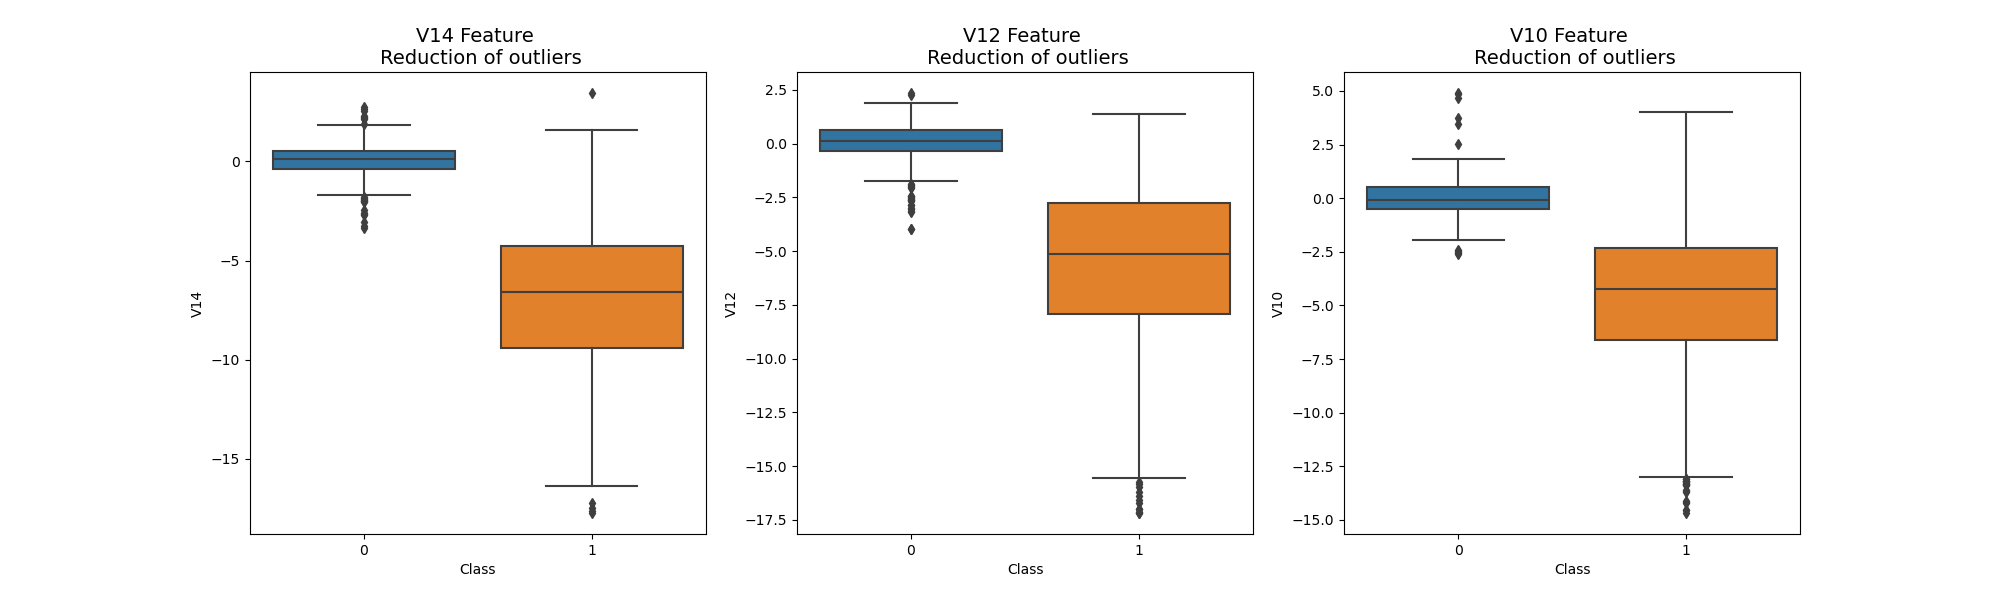 V14 Feature
Reduction of outliers
0
−5
−10
−15
V14
0
1
Class
V12 Feature
Reduction of outliers
2.5
0.0
−2.5
−5.0
−7.5
−10.0
−12.5
−15.0
−17.5
V12
0
1
Class
V10 Feature
Reduction of outliers
5.0
2.5
0.0
−2.5
−5.0
−7.5
−10.0
−12.5
−15.0
V10
0
1
Class